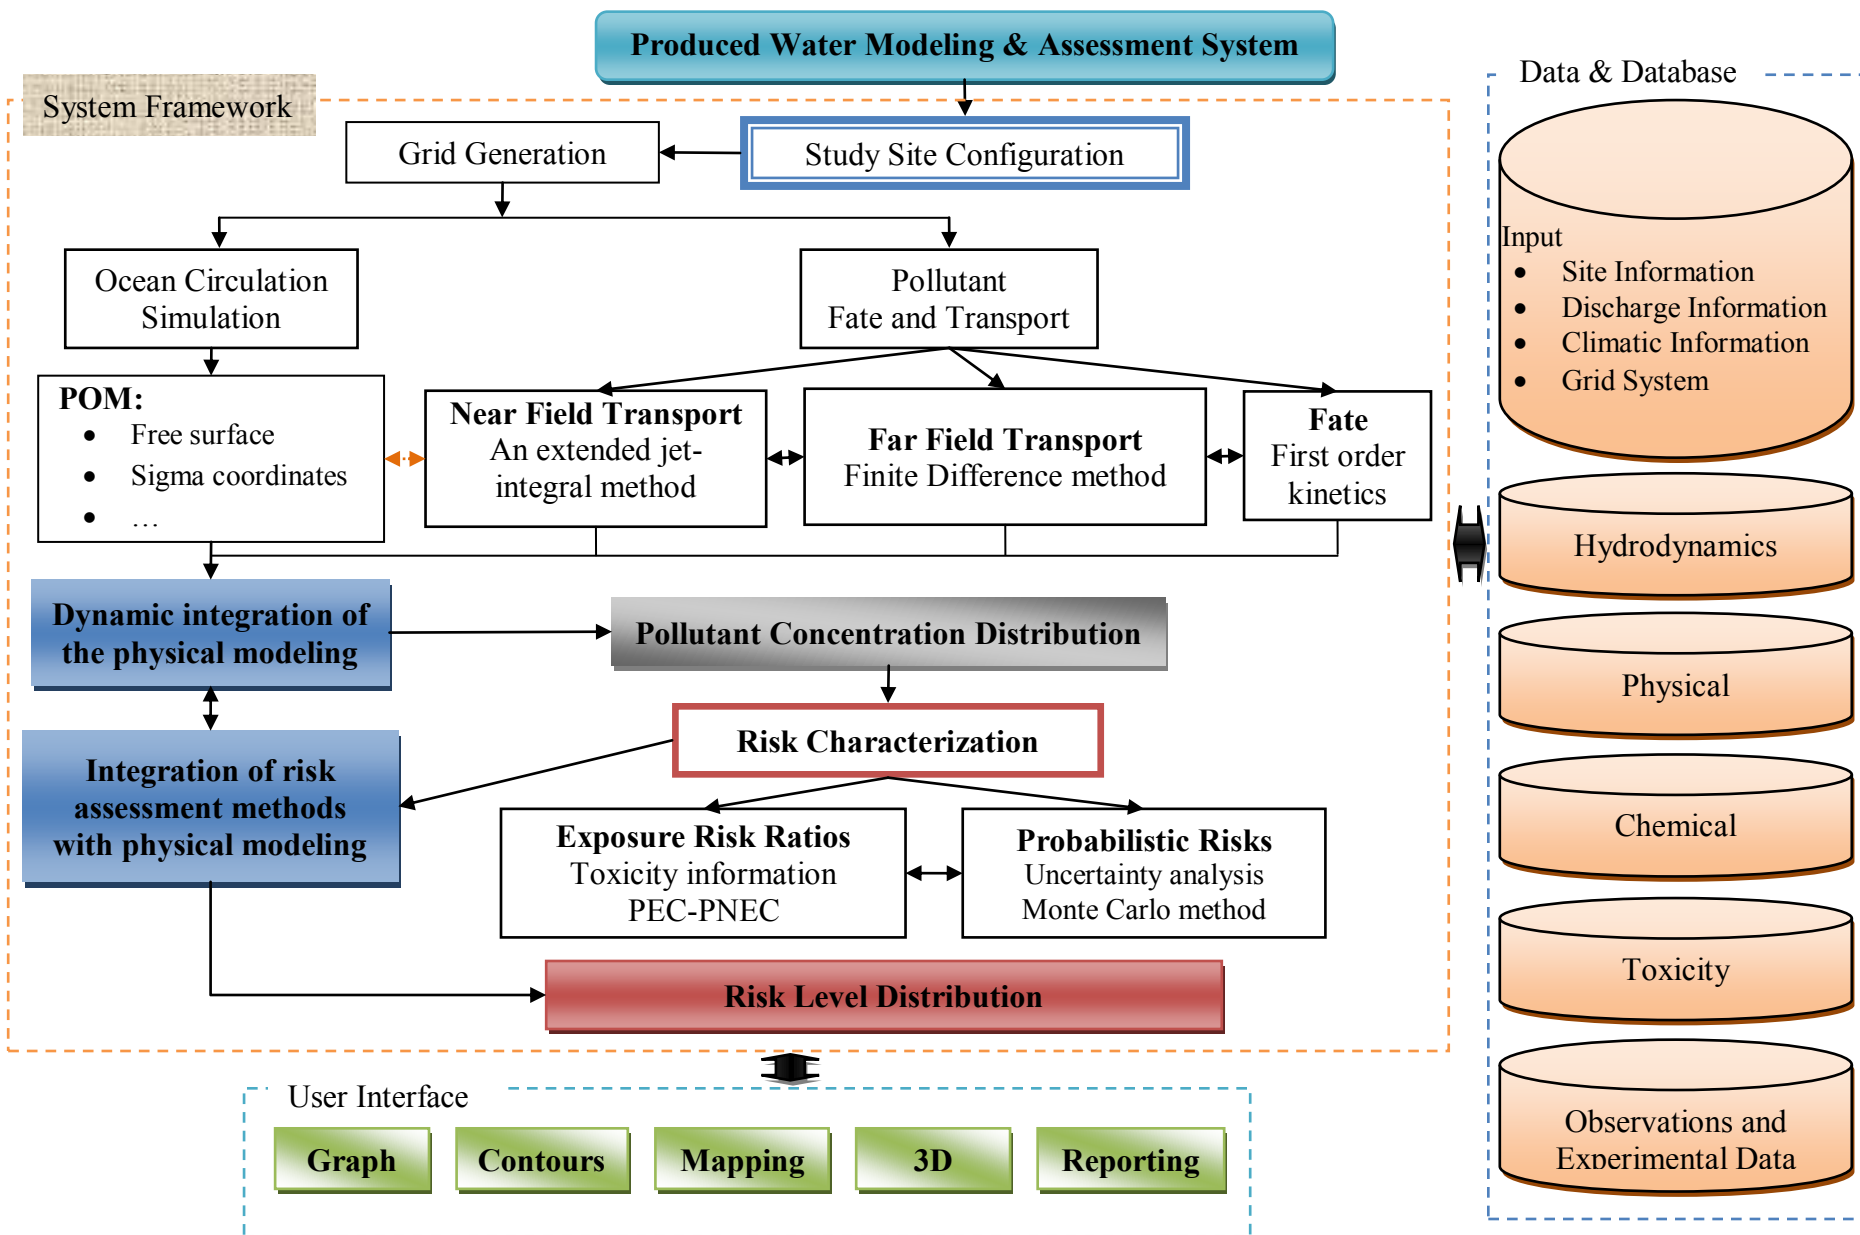 Produced Water Modeling & Assessment System
System Framework
Study Site Configuration
Grid Generation
Ocean Circulation
Simulation
Pollutant
Fate and Transport
POM:
• Free surface
• Sigma coordinates
• …
Near Field Transport
An extended jet-
integral method
Far Field Transport
Finite Difference method
Fate
First order
kinetics
Dynamic integration of
the physical modeling
Pollutant Concentration Distribution
Risk Characterization
Integration of risk
assessment methods
with physical modeling
Exposure Risk Ratios
Toxicity information
PEC-PNEC
Probabilistic Risks
Uncertainty analysis
Monte Carlo method
Risk Level Distribution
User Interface
Graph
Contours
Mapping
3D
Reporting
Data & Database
Input
• Site Information
• Discharge Information
• Climatic Information
• Grid System
Hydrodynamics
Physical
Chemical
Toxicity
Observations and
Experimental Data